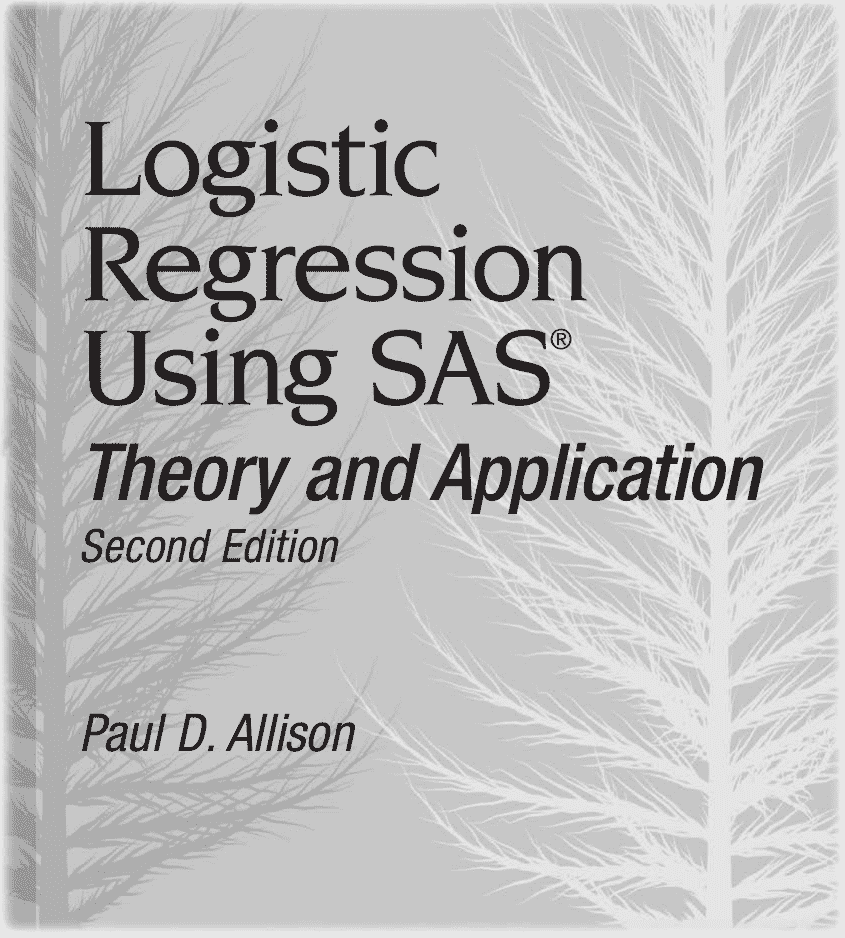 Logistic
Regression
Using SAS®
Theory and Application
Second Edition
Paul D. Allison